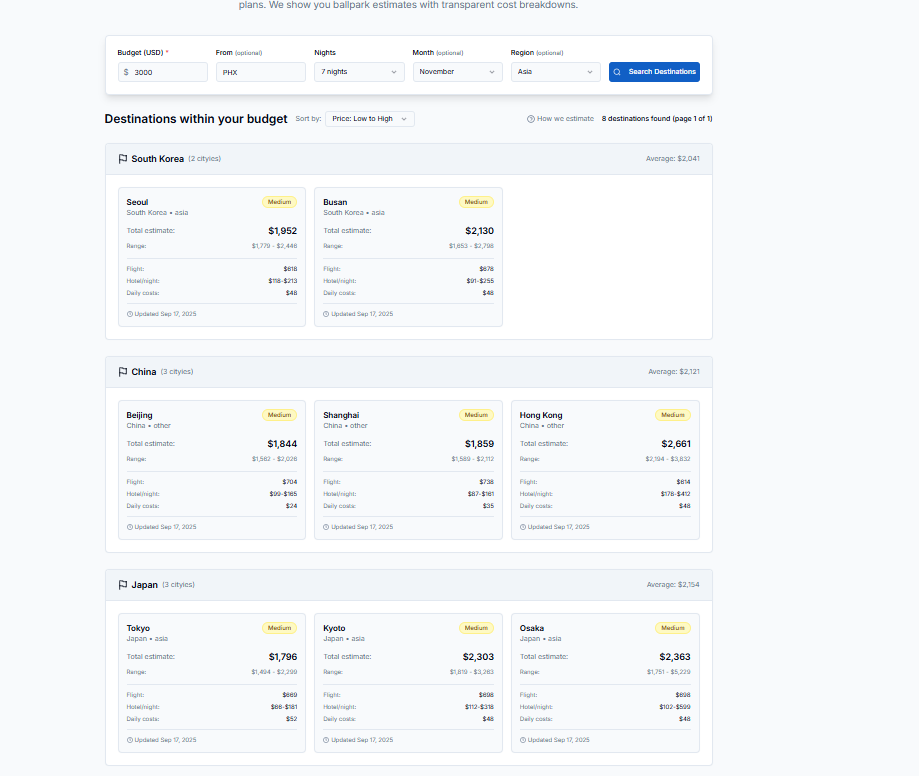 plans. We show you ballpark estimates with transparent cost breakdowns.
Budget (USD) * From (optional) Nights Month (optional) Region (optional)
$ 3000 PHX 7 nights November Asia Search Destinations
Destinations within your budget Sort by: Price: Low to High How we estimate 8 destinations found (page 1 of 1)
South Korea (2 cityies) Average: $2,041
Seoul Medium
South Korea • asia
Total estimate: $1,952
Range: $1,779 - $2,446
Flight: $618
Hotel/night: $118-$213
Daily costs: $48
Updated Sep 17, 2025
Busan Medium
South Korea • asia
Total estimate: $2,130
Range: $1,653 - $2,798
Flight: $678
Hotel/night: $91-$255
Daily costs: $48
Updated Sep 17, 2025
China (3 cityies) Average: $2,121
Beijing Medium
China • other
Total estimate: $1,844
Range: $1,562 - $2,026
Flight: $704
Hotel/night: $99-$165
Daily costs: $24
Updated Sep 17, 2025
Shanghai Medium
China • other
Total estimate: $1,859
Range: $1,589 - $2,112
Flight: $738
Hotel/night: $87-$161
Daily costs: $35
Updated Sep 17, 2025
Hong Kong Medium
China • other
Total estimate: $2,661
Range: $2,194 - $3,832
Flight: $614
Hotel/night: $178-$412
Daily costs: $48
Updated Sep 17, 2025
Japan (3 cityies) Average: $2,154
Tokyo Medium
Japan • asia
Total estimate: $1,796
Range: $1,494 - $2,299
Flight: $669
Hotel/night: $66-$181
Daily costs: $52
Updated Sep 17, 2025
Kyoto Medium
Japan • asia
Total estimate: $2,303
Range: $1,819 - $3,263
Flight: $698
Hotel/night: $112-$318
Daily costs: $48
Updated Sep 17, 2025
Osaka Medium
Japan • asia
Total estimate: $2,363
Range: $1,751 - $5,229
Flight: $698
Hotel/night: $102-$599
Daily costs: $48
Updated Sep 17, 2025